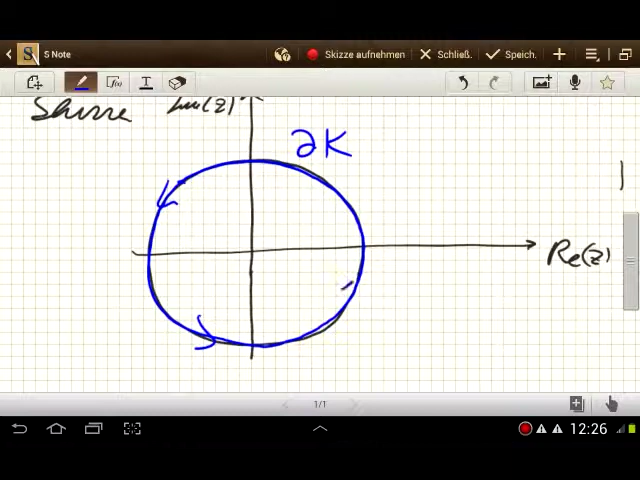 S Note
Skizze aufnehmen
Schließ.
Speich.
Skizze
Im(z)
∂K
Re(z)
1/1
12:26